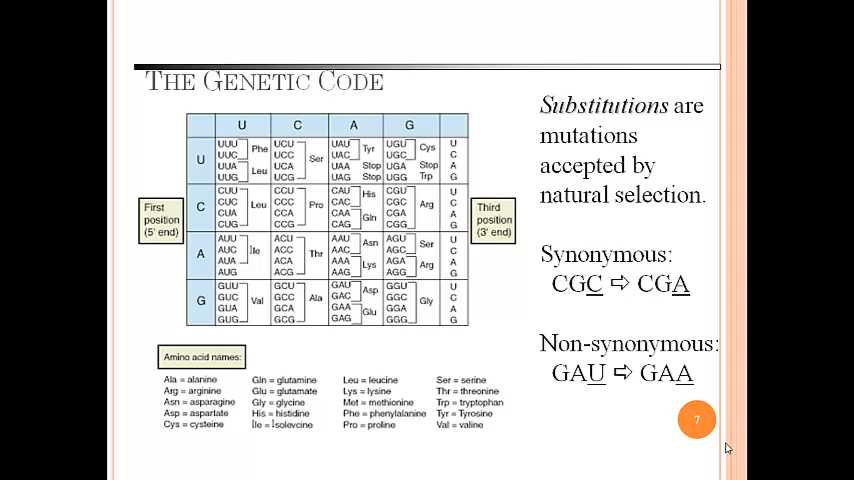 THE GENETIC CODE
U C A G
U
UUU UUC Phe
UUA UUG Leu
UCU UCC UCA UCG Ser
UAU UAC Tyr
UAA Stop
UAG Stop
UGU UGC Cys
UGA Stop
UGG Trp
U C A G
C
CUU CUC CUA CUG Leu
CCU CCC CCA CCG Pro
CAU CAC His
CAA CAG Gln
CGU CGC CGA CGG Arg
U C A G
A
AUU AUC AUA Ile
AUG
ACU ACC ACA ACG Thr
AAU AAC Asn
AAA AAG Lys
AGU AGC Ser
AGA AGG Arg
U C A G
G
GUU GUC GUA GUG Val
GCU GCC GCA GCG Ala
GAU GAC Asp
GAA GAG Glu
GGU GGC GGA GGG Gly
U C A G
First
position
(5' end)
Third
position
(3' end)
Amino acid names:
Ala = alanine
Arg = arginine
Asn = asparagine
Asp = aspartate
Cys = cysteine
Gln = glutamine
Glu = glutamate
Gly = glycine
His = histidine
Ile = Isolevcine
Leu = leucine
Lys = lysine
Met = methionine
Phe = phenylalanine
Pro = proline
Ser = serine
Thr = threonine
Trp = tryptophan
Tyr = Tyrosine
Val = valine
Substitutions are
mutations
accepted by
natural selection.
Synonymous:
CGC ⇨ CGA
Non-synonymous:
GAU ⇨ GAA
7